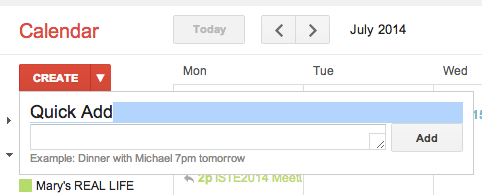 Calendar
Today
July 2014
CREATE
Mon Tue Wed
Quick Add
Add
Example: Dinner with Michael 7pm tomorrow
2p ISTE2014 Meet
Mary's REAL LIFE